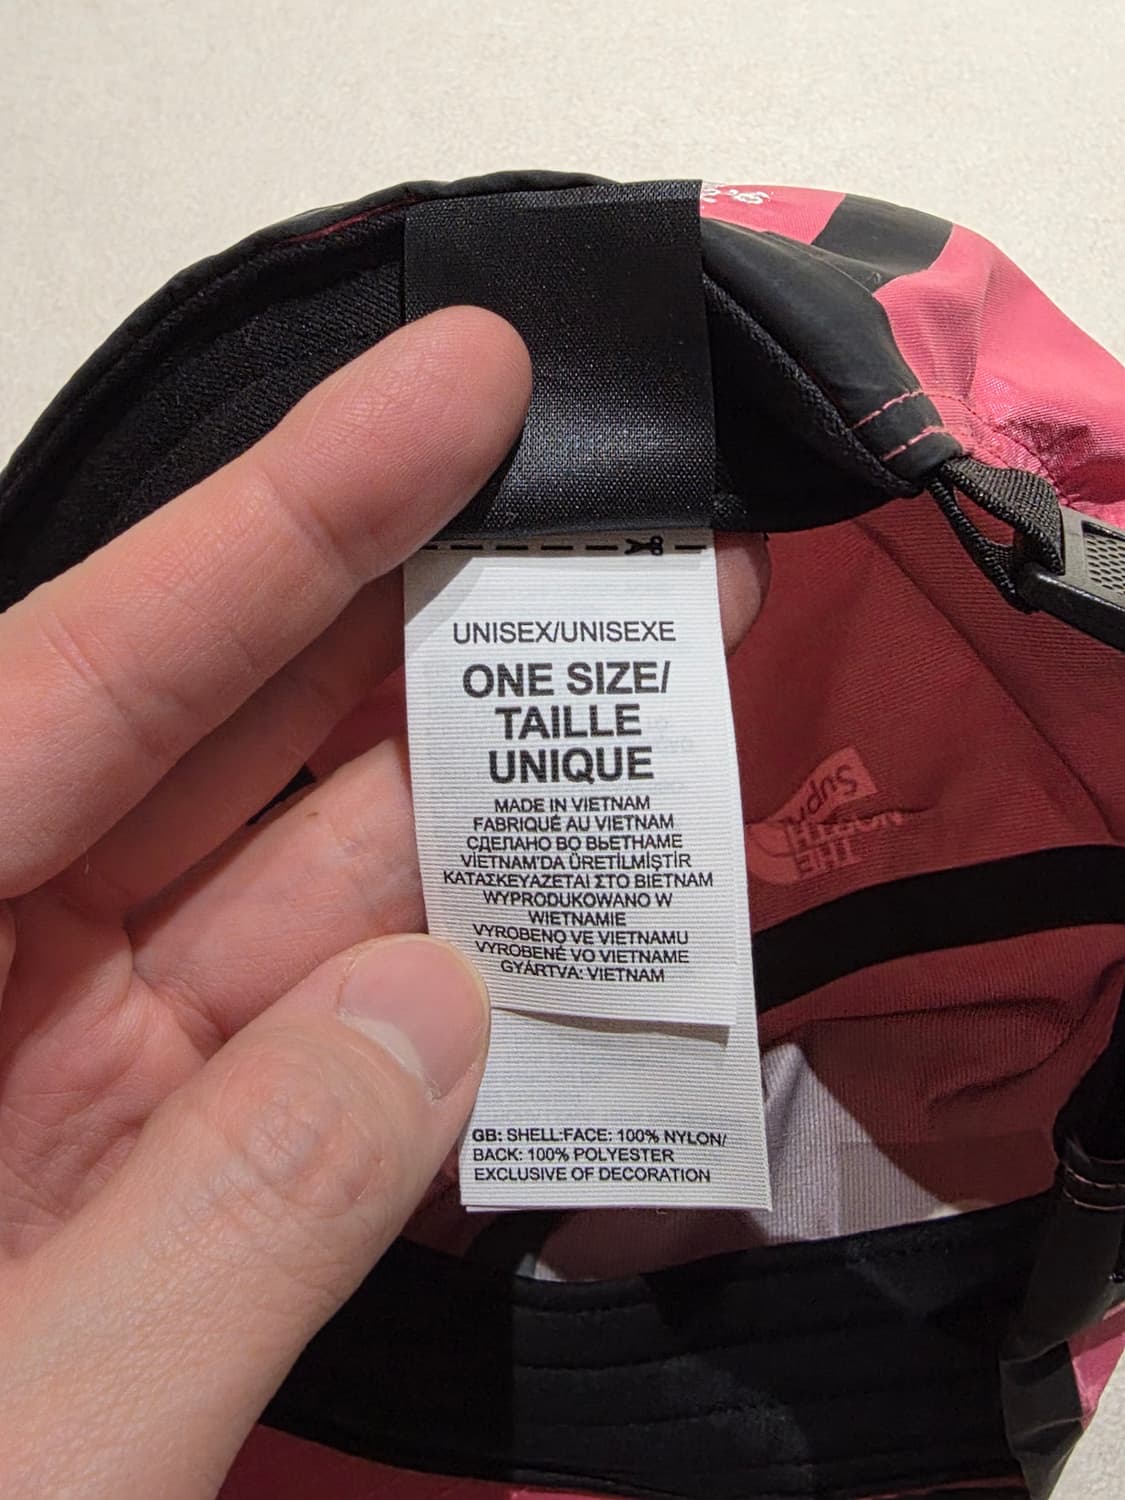 UNISEX/UNISEXE
ONE SIZE/
TAILLE
UNIQUE
MADE IN VIETNAM
FABRIQUÉ AU VIETNAM
СДЕЛАНО ВО ВЬЕТНАМЕ
VİETNAM'DA ÜRETİLMİŞTİR
ΚΑΤΑΣΚΕΥΑΖΕΤΑΙ ΣΤΟ ΒΙΕΤΝΑΜ
WYPRODUKOWANO W
WIETNAMIE
VYROBENO VE VIETNAMU
VYROBENÉ VO VIETNAME
GYÁRTVA: VIETNAM
GB: SHELL:FACE: 100% NYLON/
BACK: 100% POLYESTER
EXCLUSIVE OF DECORATION
THE
NORTH